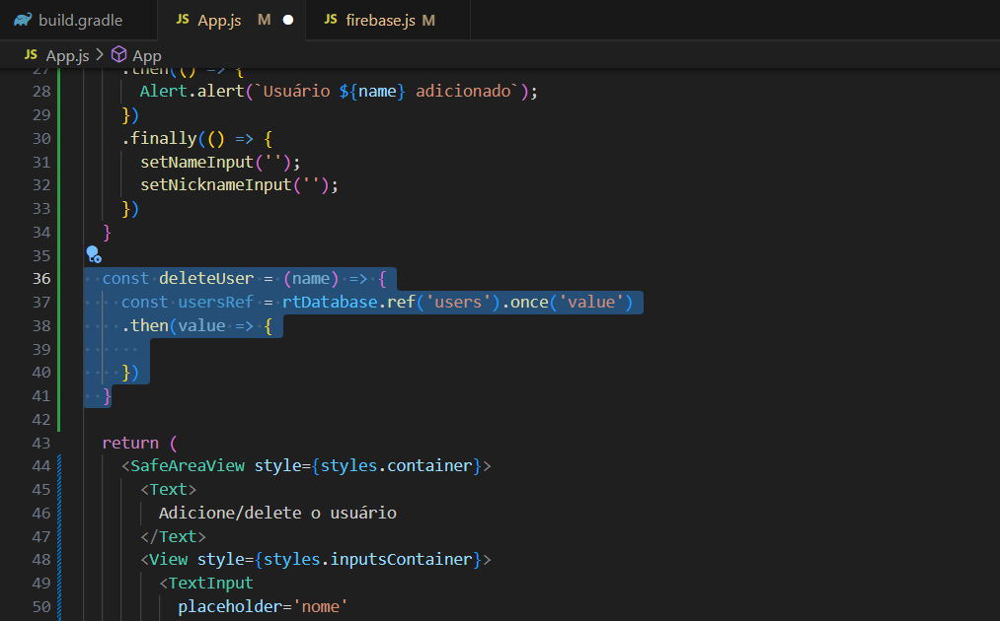 build.gradle
JS App.js M
JS firebase.js M
JS App.js > App
27 .then(() => {
28 Alert.alert(`Usuário ${name} adicionado`);
29 })
30 .finally(() => {
31 setNameInput('');
32 setNicknameInput('');
33 })
34 }
35
36 const deleteUser = (name) => {
37 const usersRef = rtDatabase.ref('users').once('value')
38 .then(value => {
39
40 })
41 }
42
43 return (
44 <SafeAreaView style={styles.container}>
45 <Text>
46 Adicione/delete o usuário
47 </Text>
48 <View style={styles.inputsContainer}>
49 <TextInput
50 placeholder='nome'